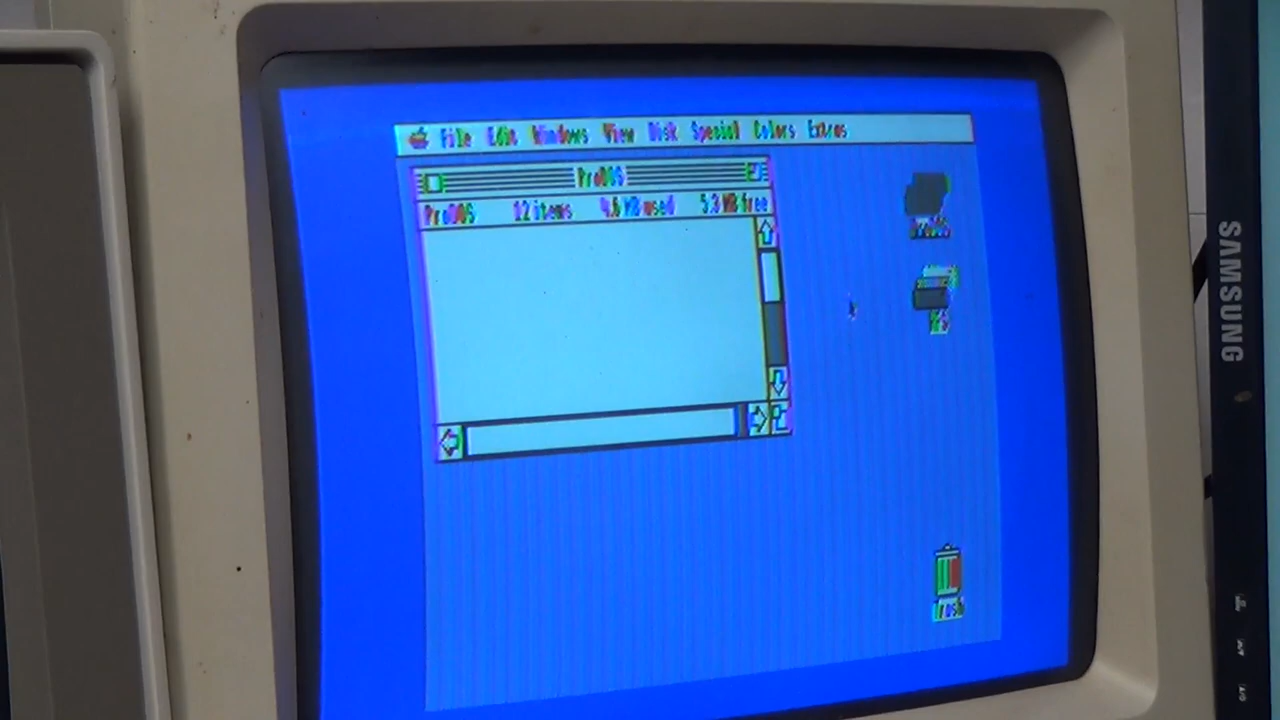 File Edit Windows View Disk Special Colors Extras
ProDOS
ProDOS 12 items 4.6 MB used 5.3 MB free
ProDOS
Trash
SAMSUNG